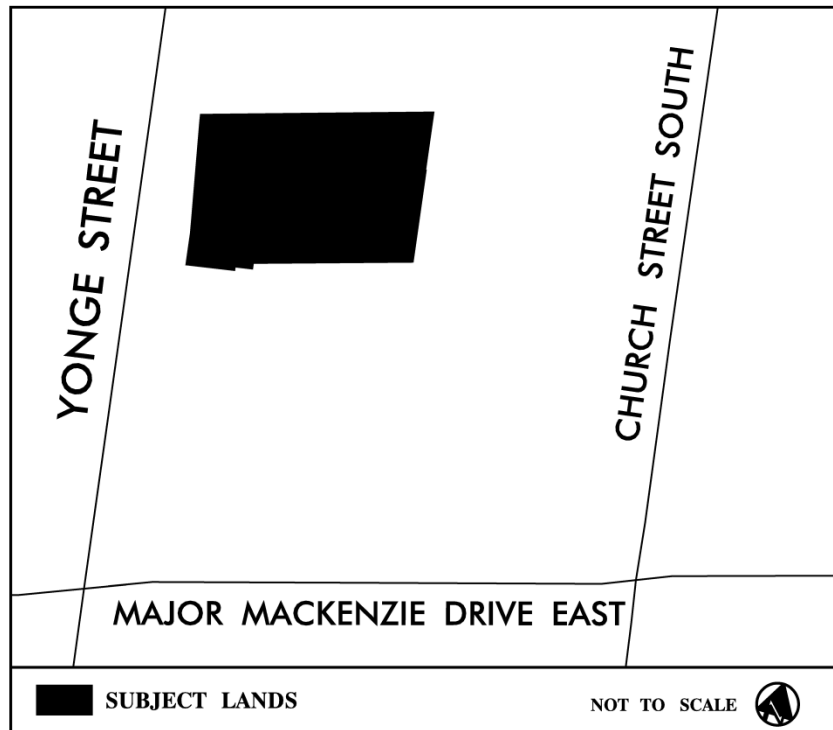 YONGE STREET
CHURCH STREET SOUTH
MAJOR MACKENZIE DRIVE EAST
SUBJECT LANDS
NOT TO SCALE